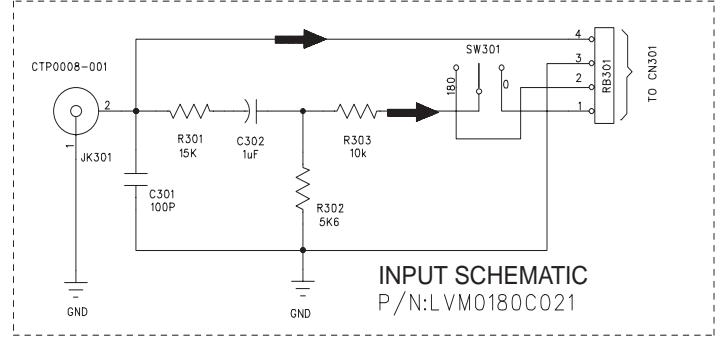 4
SW301
CTP0008-001
3
RB301
TO CN301
180
0
2
2
1
R301
15K
C302
1uF
R303
10k
1
JK301
C301
100P
R302
5K6
INPUT SCHEMATIC
P/N:LVM0180C021
GND
GND